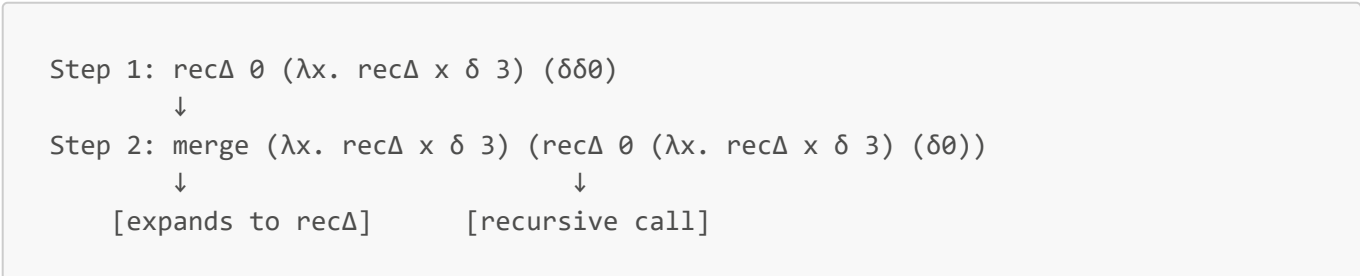 Step 1: recΔ 0 (λx. recΔ x δ 3) (δδ0)
↓
Step 2: merge (λx. recΔ x δ 3) (recΔ 0 (λx. recΔ x δ 3) (δ0))
↓ ↓
[expands to recΔ] [recursive call]